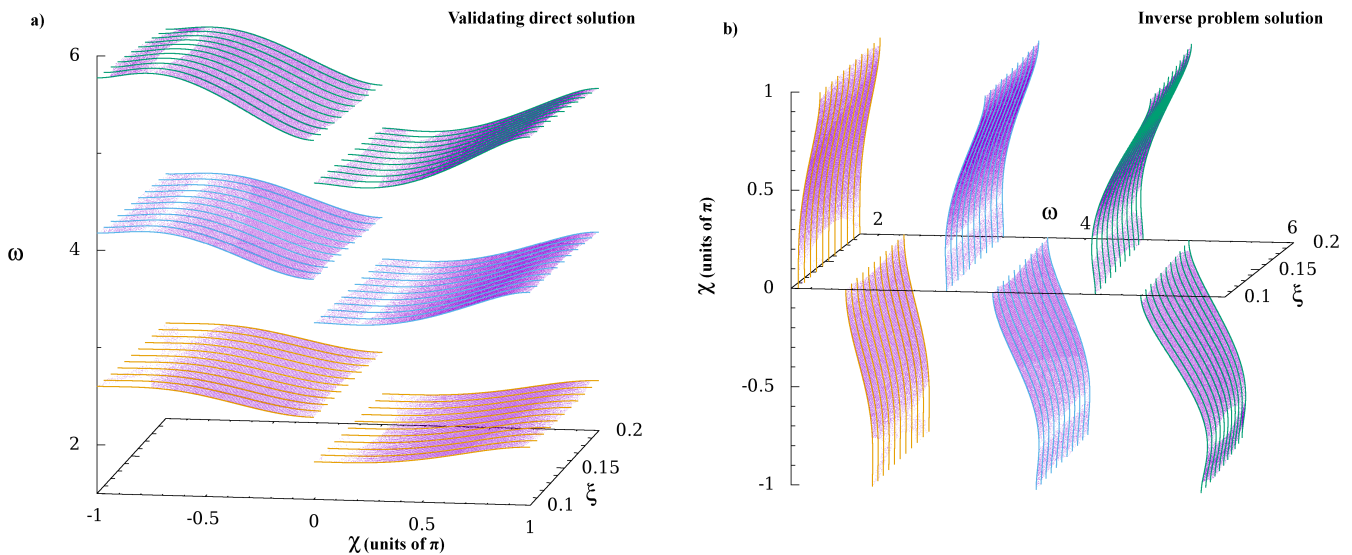 a)
Validating direct solution
6
4
2
ω
-1
-0.5
0
0.5
1
χ (units of π)
0.1
0.15
0.2
ξ
b)
Inverse problem solution
1
0.5
0
-0.5
-1
χ (units of π)
2
ω
4
6
0.2
0.15
0.1
ξ